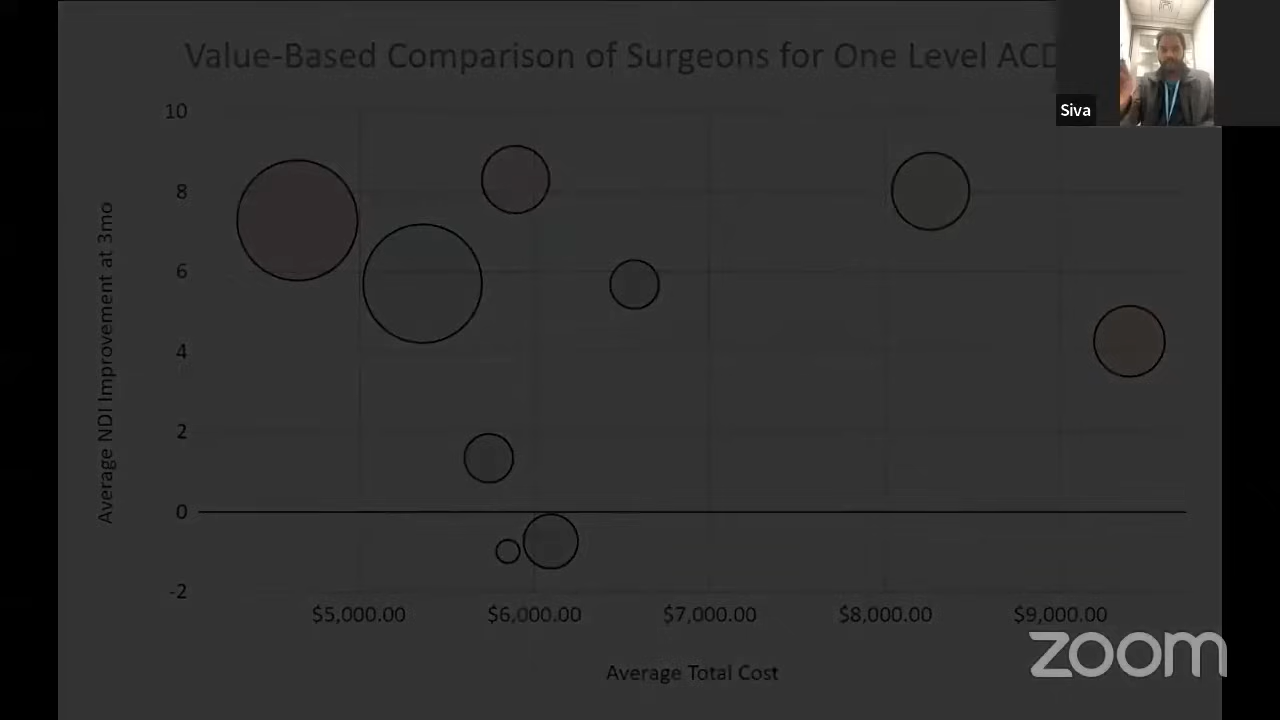 Value-Based Comparison of Surgeons for One Level ACD
Siva
10
8
6
4
2
0
-2
Average NDI Improvement at 3mo
$5,000.00
$6,000.00
$7,000.00
$8,000.00
$9,000.00
Average Total Cost
zoom